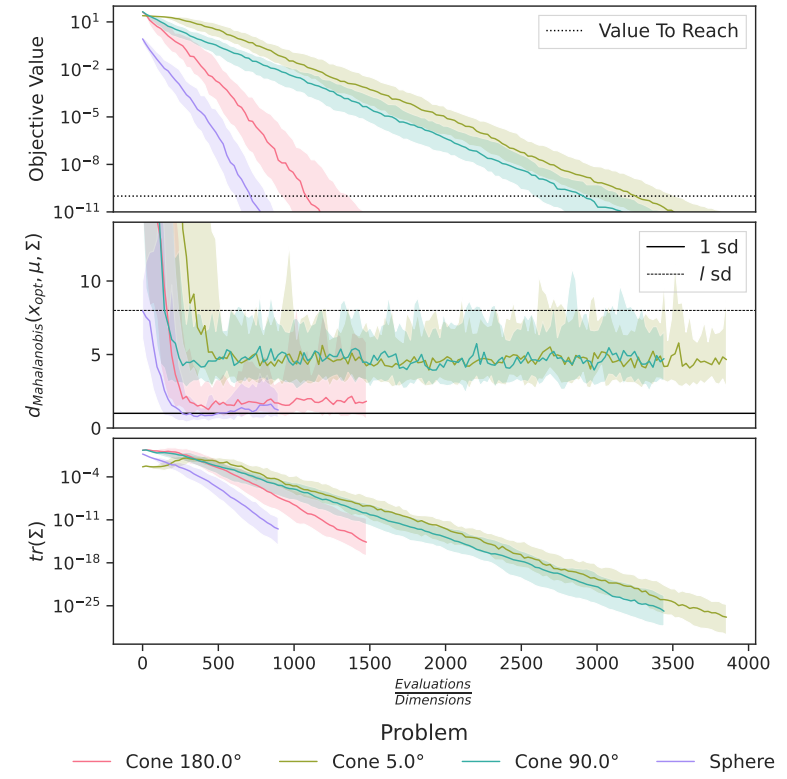 Objective Value
10^1
10^−2
10^−5
10^−8
10^−11
Value To Reach
d_Mahalanobis(x_opt, μ, Σ)
10
5
0
1 sd
l sd
tr(Σ)
10^−4
10^−11
10^−18
10^−25
0 500 1000 1500 2000 2500 3000 3500 4000
Evaluations
Dimensions
Problem
Cone 180.0° Cone 5.0° Cone 90.0° Sphere